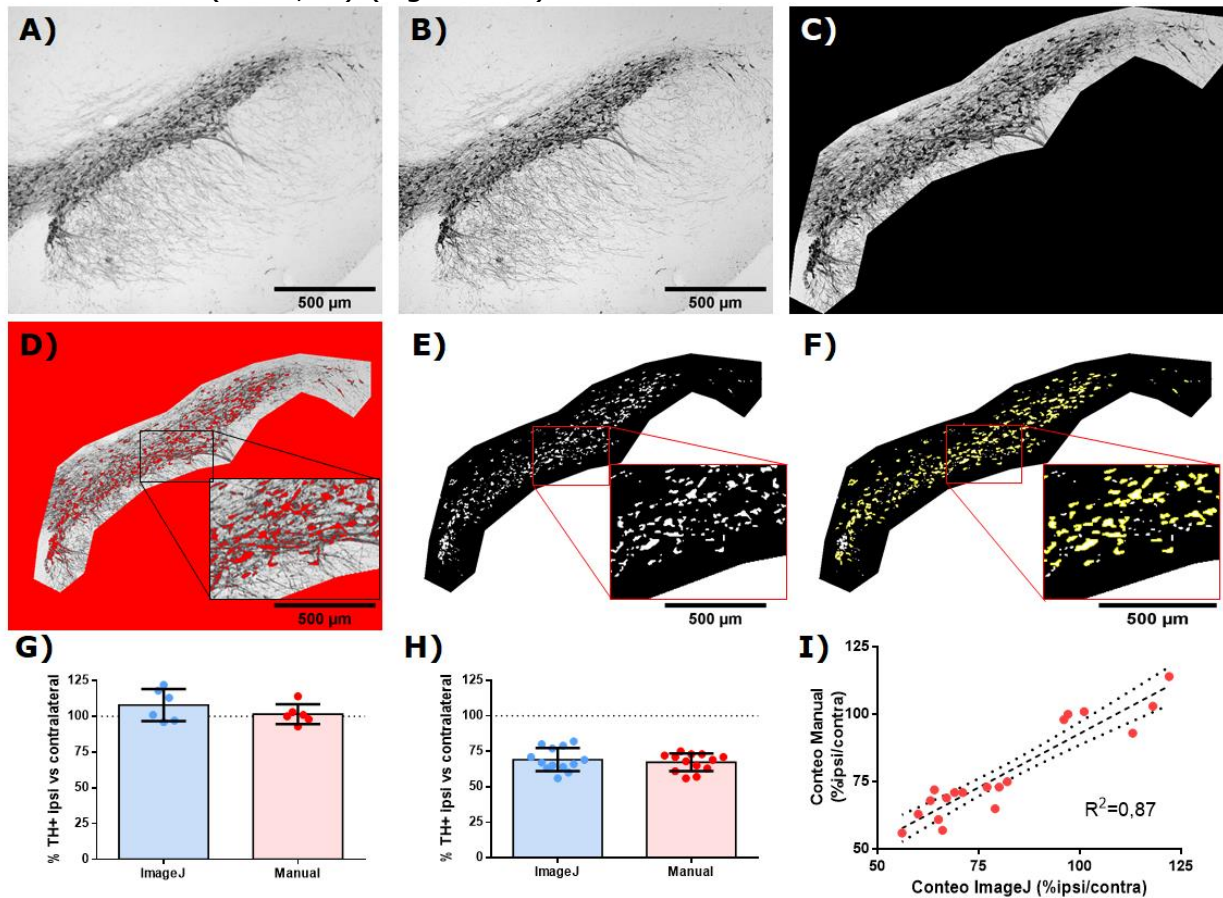 A)
B)
C)
500 µm
500 µm
D)
E)
F)
500 µm
500 µm
500 µm
G)
H)
I)
% TH+ ipsi vs contralateral
125
100
75
50
25
0
ImageJ
Manual
% TH+ ipsi vs contralateral
125
100
75
50
25
0
ImageJ
Manual
Conteo Manual
(%ipsi/contra)
125
100
75
50
R²=0,87
50
75
100
125
Conteo ImageJ (%ipsi/contra)